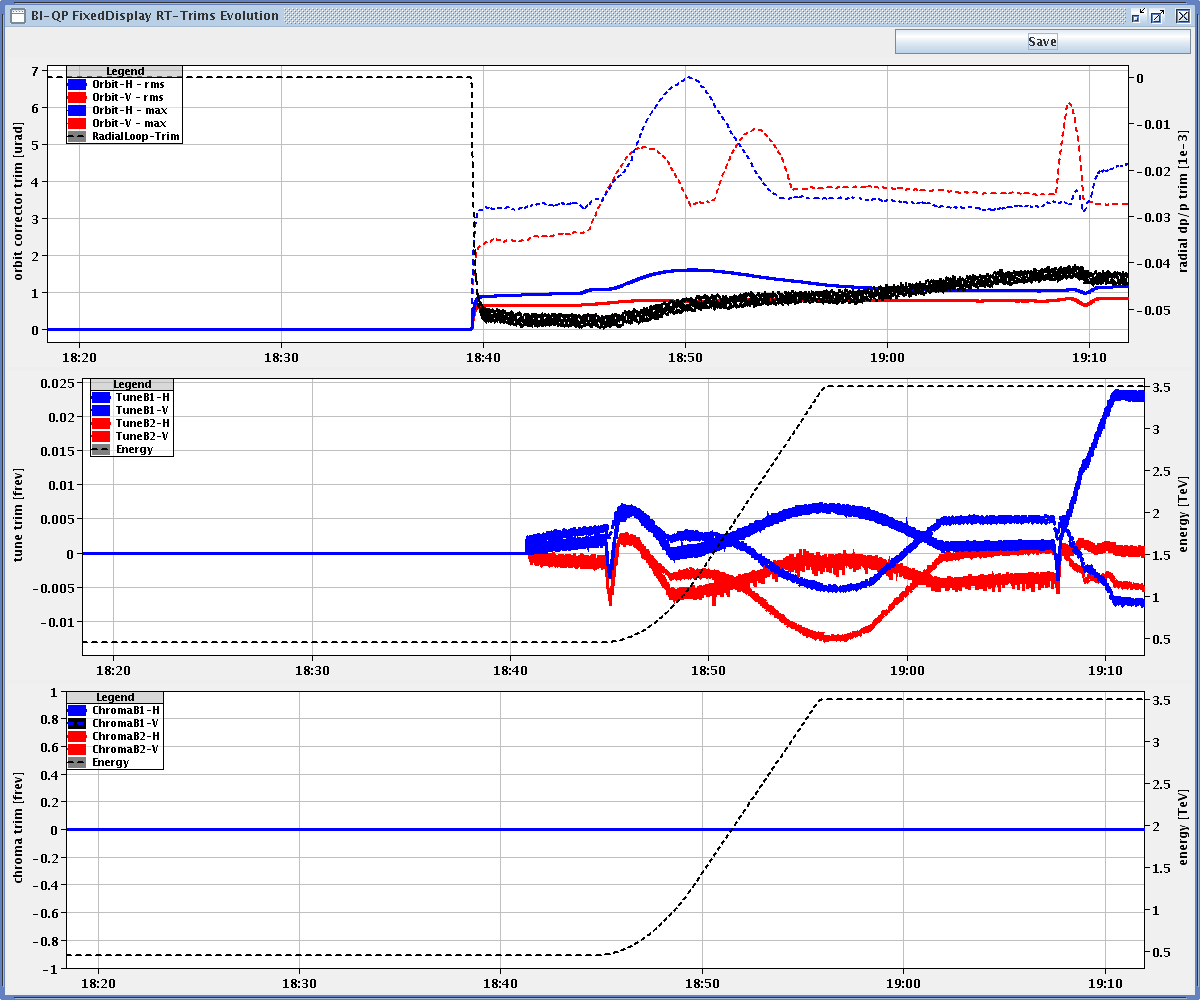 BI-QP FixedDisplay RT-Trims Evolution
Save
Legend
Orbit-H - rms
Orbit-V - rms
Orbit-H - max
Orbit-V - max
RadialLoop-Trim
orbit corrector trim [urad]
7
6
5
4
3
2
1
0
0
-0.01
-0.02
-0.03
-0.04
-0.05
radial dp/p trim [1e-3]
18:20 18:30 18:40 18:50 19:00 19:10
Legend
TuneB1-H
TuneB1-V
TuneB2-H
TuneB2-V
Energy
tune trim [frev]
0.025
0.02
0.015
0.01
0.005
0
-0.005
-0.01
3.5
3
2.5
2
1.5
1
0.5
energy [TeV]
18:20 18:30 18:40 18:50 19:00 19:10
Legend
ChromaB1-H
ChromaB1-V
ChromaB2-H
ChromaB2-V
Energy
chroma trim [frev]
1
0.8
0.6
0.4
0.2
0
-0.2
-0.4
-0.6
-0.8
-1
3.5
3
2.5
2
1.5
1
0.5
energy [TeV]
18:20 18:30 18:40 18:50 19:00 19:10